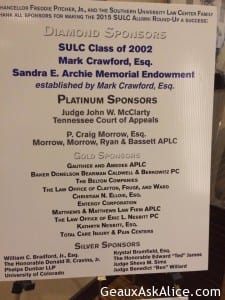 Chancellor Freddie Pitcher, Jr. and the Southern University Law Center Family
thank all sponsors for making the 2015 SULC Alumni Round-Up a success:
Diamond Sponsors
SULC Class of 2002
Mark Crawford, Esq.
Sandra E. Archie Memorial Endowment
established by Mark Crawford, Esq.
Platinum Sponsors
Judge John W. McClarty
Tennessee Court of Appeals
P. Craig Morrow, Esq.
Morrow, Morrow, Ryan & Bassett APLC
Gold Sponsors
Gauthier and Amedee APLC
Baker Donelson Bearman Caldwell & Berkowitz PC
The Belton Companies
The Law Office of Clayton, Fruge, and Ward
Christian N. Ellois, Esq.
Entergy Corporation
Matthews & Matthews Law Firm APLC
The Law Office of Eric L. Nesbitt PC
Kathryn Nesbitt, Esq.
Total Care Injury & Pain Centers
Silver Sponsors
William C. Bradford, Jr., Esq.
The Honorable Donald R. Cravins, Jr.
Phelps Dunbar LLP
University of Colorado
Krystal Brumfield, Esq.
The Honorable Edward "Ted" James
Judge Sheva M. Sims
Judge Benedict "Ben" Willard
GeauxAskAlice.com